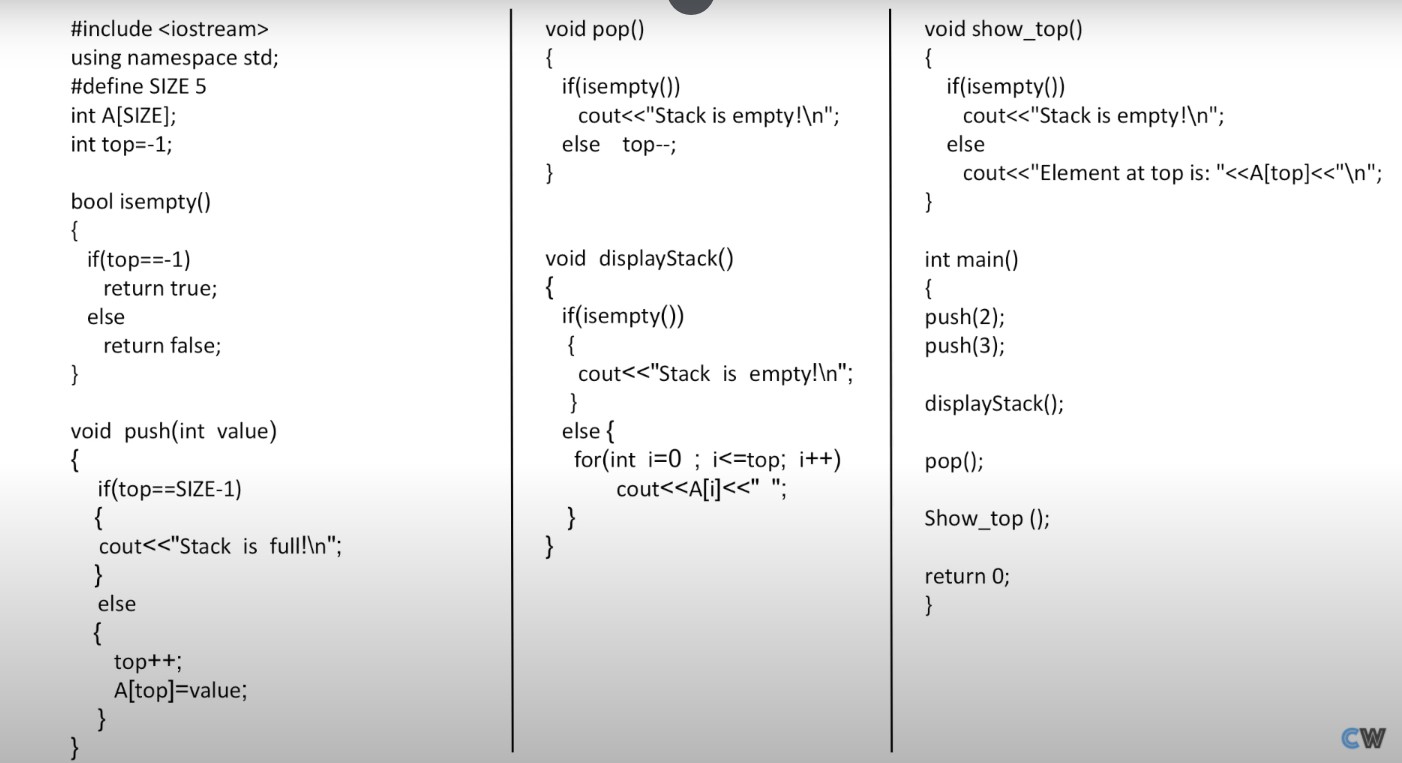 #include <iostream>
using namespace std;
#define SIZE 5
int A[SIZE];
int top=-1;
bool isempty()
{
if(top==-1)
return true;
else
return false;
}
void push(int value)
{
if(top==SIZE-1)
{
cout<<"Stack is full!\n";
}
else
{
top++;
A[top]=value;
}
}
void pop()
{
if(isempty())
cout<<"Stack is empty!\n";
else top--;
}
void displayStack()
{
if(isempty())
{
cout<<"Stack is empty!\n";
}
else {
for(int i=0 ; i<=top; i++)
cout<<A[i]<<" ";
}
}
void show_top()
{
if(isempty())
cout<<"Stack is empty!\n";
else
cout<<"Element at top is: "<<A[top]<<"\n";
}
int main()
{
push(2);
push(3);
displayStack();
pop();
Show_top ();
return 0;
}
CW